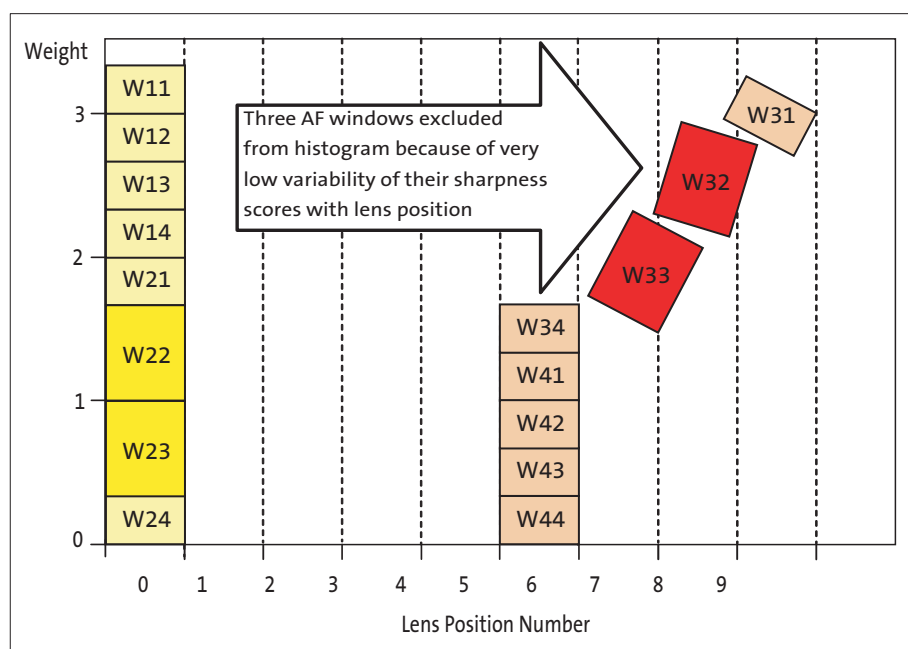 Weight
W11
3
W12
W13
W14
2
W21
W22
1
W23
W24
0
Three AF windows excluded
from histogram because of very
low variability of their sharpness
scores with lens position
W31
W32
W33
W34
W41
W42
W43
W44
0 1 2 3 4 5 6 7 8 9
Lens Position Number